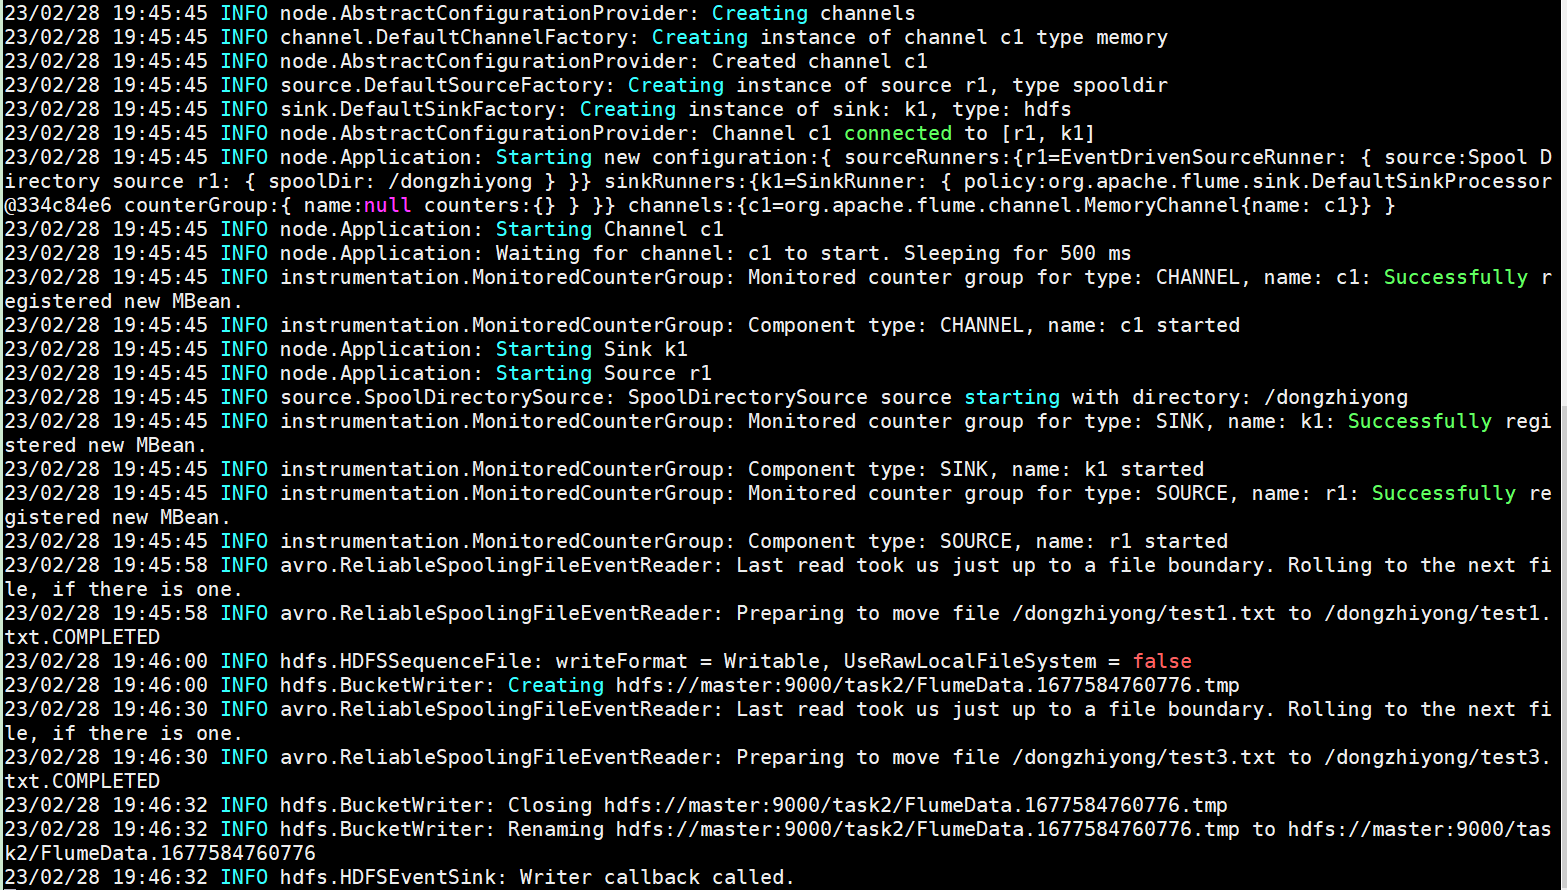 23/02/28 19:45:45 INFO node.AbstractConfigurationProvider: Creating channels
23/02/28 19:45:45 INFO channel.DefaultChannelFactory: Creating instance of channel c1 type memory
23/02/28 19:45:45 INFO node.AbstractConfigurationProvider: Created channel c1
23/02/28 19:45:45 INFO source.DefaultSourceFactory: Creating instance of source r1, type spooldir
23/02/28 19:45:45 INFO sink.DefaultSinkFactory: Creating instance of sink: k1, type: hdfs
23/02/28 19:45:45 INFO node.AbstractConfigurationProvider: Channel c1 connected to [r1, k1]
23/02/28 19:45:45 INFO node.Application: Starting new configuration:{ sourceRunners:{r1=EventDrivenSourceRunner: { source:Spool D
irectory source r1: { spoolDir: /dongzhiyong } }} sinkRunners:{k1=SinkRunner: { policy:org.apache.flume.sink.DefaultSinkProcessor
@334c84e6 counterGroup:{ name:null counters:{} } }} channels:{c1=org.apache.flume.channel.MemoryChannel{name: c1}} }
23/02/28 19:45:45 INFO node.Application: Starting Channel c1
23/02/28 19:45:45 INFO node.Application: Waiting for channel: c1 to start. Sleeping for 500 ms
23/02/28 19:45:45 INFO instrumentation.MonitoredCounterGroup: Monitored counter group for type: CHANNEL, name: c1: Successfully r
egistered new MBean.
23/02/28 19:45:45 INFO instrumentation.MonitoredCounterGroup: Component type: CHANNEL, name: c1 started
23/02/28 19:45:45 INFO node.Application: Starting Sink k1
23/02/28 19:45:45 INFO node.Application: Starting Source r1
23/02/28 19:45:45 INFO source.SpoolDirectorySource: SpoolDirectorySource source starting with directory: /dongzhiyong
23/02/28 19:45:45 INFO instrumentation.MonitoredCounterGroup: Monitored counter group for type: SINK, name: k1: Successfully regi
stered new MBean.
23/02/28 19:45:45 INFO instrumentation.MonitoredCounterGroup: Component type: SINK, name: k1 started
23/02/28 19:45:45 INFO instrumentation.MonitoredCounterGroup: Monitored counter group for type: SOURCE, name: r1: Successfully re
gistered new MBean.
23/02/28 19:45:45 INFO instrumentation.MonitoredCounterGroup: Component type: SOURCE, name: r1 started
23/02/28 19:45:58 INFO avro.ReliableSpoolingFileEventReader: Last read took us just up to a file boundary. Rolling to the next fi
le, if there is one.
23/02/28 19:45:58 INFO avro.ReliableSpoolingFileEventReader: Preparing to move file /dongzhiyong/test1.txt to /dongzhiyong/test1.
txt.COMPLETED
23/02/28 19:46:00 INFO hdfs.HDFSSequenceFile: writeFormat = Writable, UseRawLocalFileSystem = false
23/02/28 19:46:00 INFO hdfs.BucketWriter: Creating hdfs://master:9000/task2/FlumeData.1677584760776.tmp
23/02/28 19:46:30 INFO avro.ReliableSpoolingFileEventReader: Last read took us just up to a file boundary. Rolling to the next fi
le, if there is one.
23/02/28 19:46:30 INFO avro.ReliableSpoolingFileEventReader: Preparing to move file /dongzhiyong/test3.txt to /dongzhiyong/test3.
txt.COMPLETED
23/02/28 19:46:32 INFO hdfs.BucketWriter: Closing hdfs://master:9000/task2/FlumeData.1677584760776.tmp
23/02/28 19:46:32 INFO hdfs.BucketWriter: Renaming hdfs://master:9000/task2/FlumeData.1677584760776.tmp to hdfs://master:9000/tas
k2/FlumeData.1677584760776
23/02/28 19:46:32 INFO hdfs.HDFSEventSink: Writer callback called.